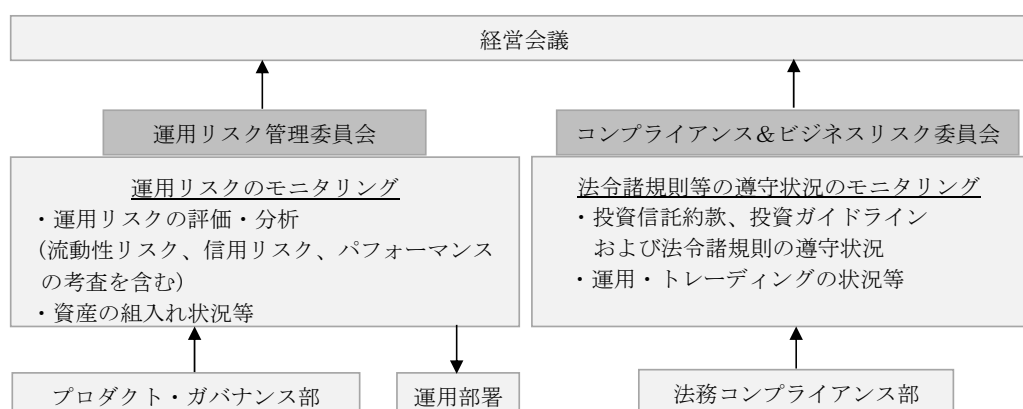 経営会議
運用リスク管理委員会
運用リスクのモニタリング
・運用リスクの評価・分析
(流動性リスク、信用リスク、パフォーマンス
の考査を含む)
・資産の組入れ状況等
プロダクト・ガバナンス部
運用部署
コンプライアンス＆ビジネスリスク委員会
法令諸規則等の遵守状況のモニタリング
・投資信託約款、投資ガイドライン
および法令諸規則の遵守状況
・運用・トレーディングの状況等
法務コンプライアンス部